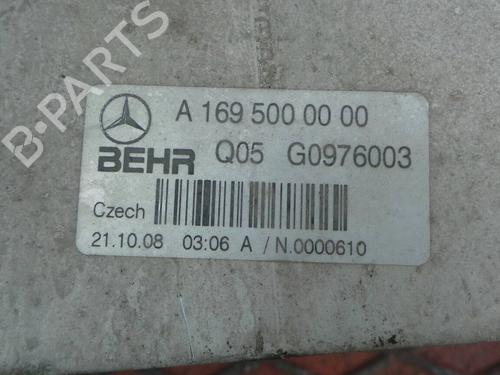 B-PARTS
A 169 500 00 00
BEHR Q05 G0976003
Czech
21.10.08 03:06 A / N.0000610